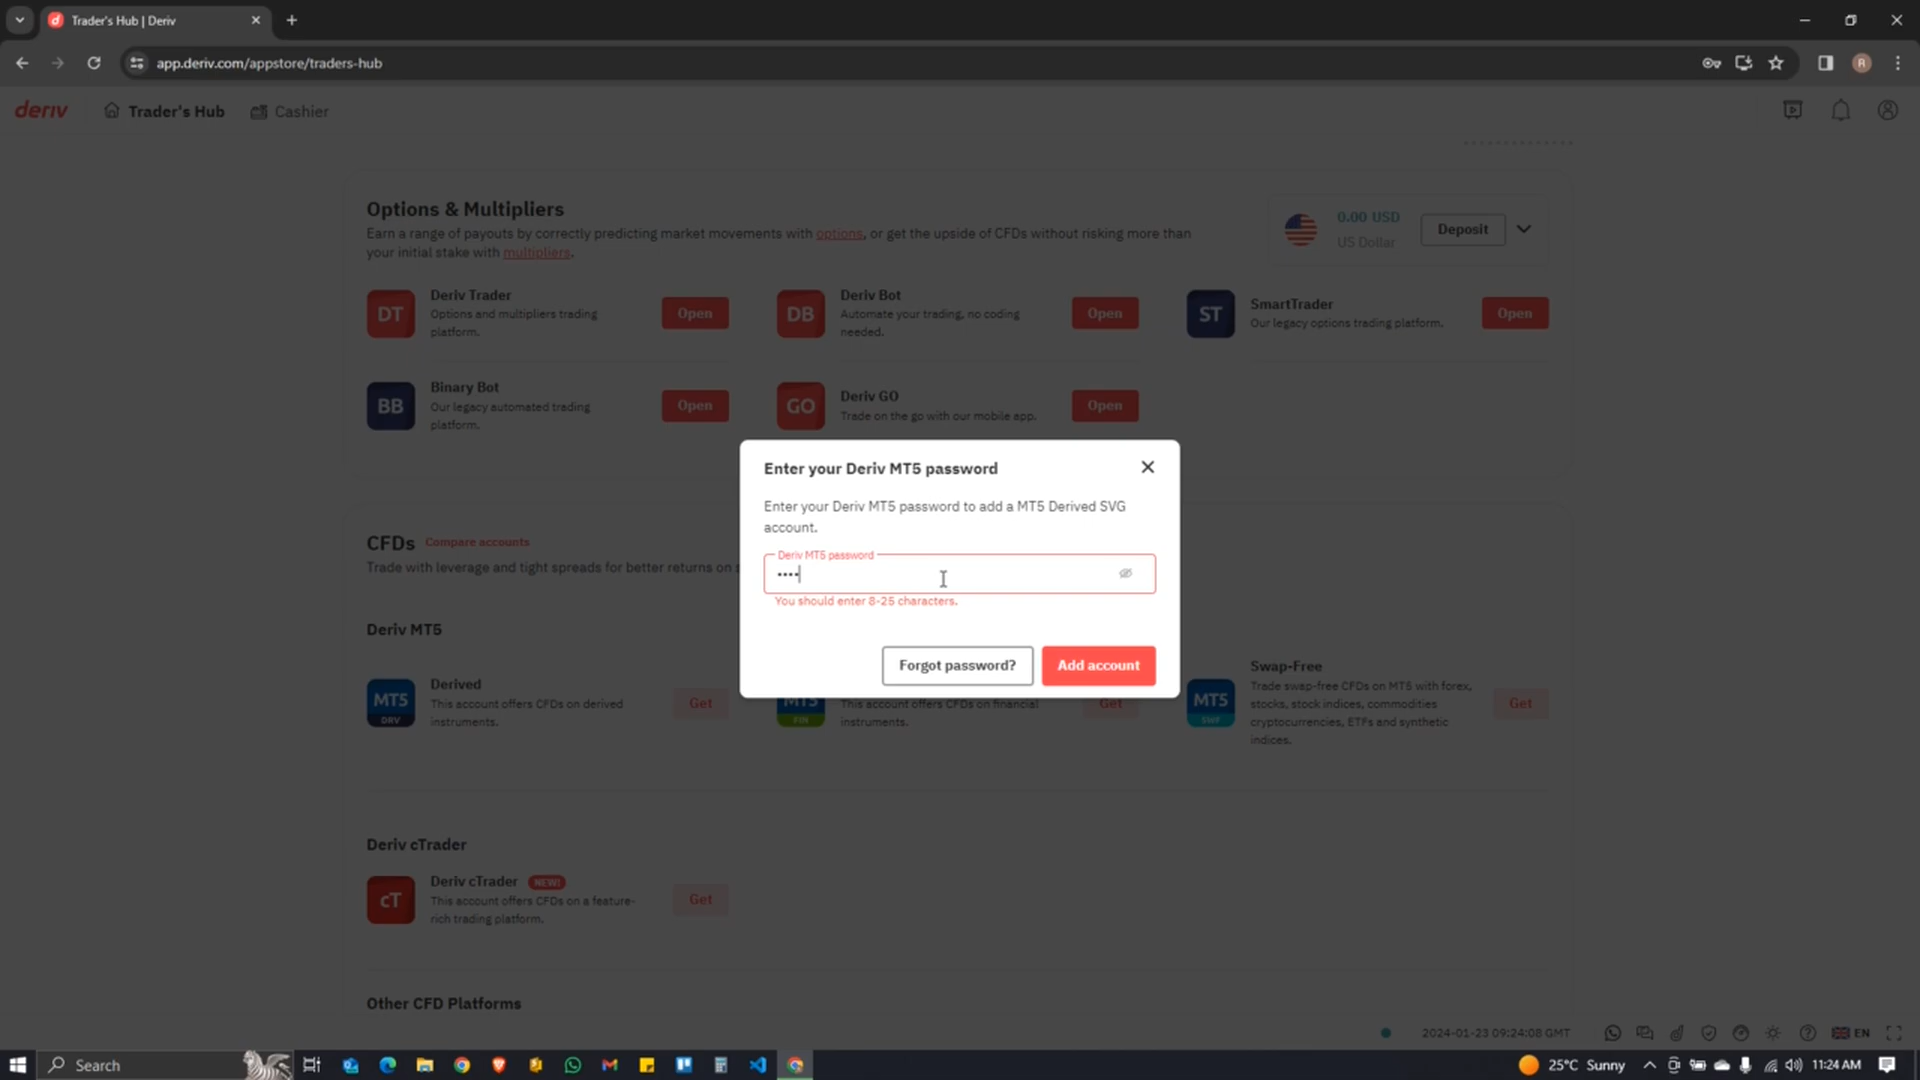 Trader's Hub | Deriv
app.deriv.com/appstore/traders-hub
R
deriv
Trader's Hub
Cashier
Options & Multipliers
Earn a range of payouts by correctly predicting market movements with options, or get the upside of CFDs without risking more than
your initial stake with multipliers.
0.00 USD
US Dollar
Deposit
DT
Deriv Trader
Options and multipliers trading
platform.
Open
DB
Deriv Bot
Automate your trading, no coding
needed.
Open
ST
SmartTrader
Our legacy options trading platform.
Open
BB
Binary Bot
Our legacy automated trading
platform.
Open
GO
Deriv GO
Trade on the go with our mobile app.
Open
Enter your Deriv MT5 password
Enter your Deriv MT5 password to add a MT5 Derived SVG
account.
Deriv MT5 password
••••
You should enter 8-25 characters.
Forgot password?
Add account
CFDs
Compare accounts
Trade with leverage and tight spreads for better returns on
Deriv MT5
MT5
DRV
Derived
This account offers CFDs on derived
instruments.
Get
MT5
FIN
This account offers CFDs on financial
instruments.
Get
MT5
SWF
Swap-Free
Trade swap-free CFDs on MT5 with forex,
stocks, stock indices, commodities
cryptocurrencies, ETFs and synthetic
indices.
Get
Deriv cTrader
cT
Deriv cTrader
NEW!
This account offers CFDs on a feature-
rich trading platform.
Get
Other CFD Platforms
2024-01-23 09:24:08 GMT
EN
Search
25°C Sunny
11:24 AM